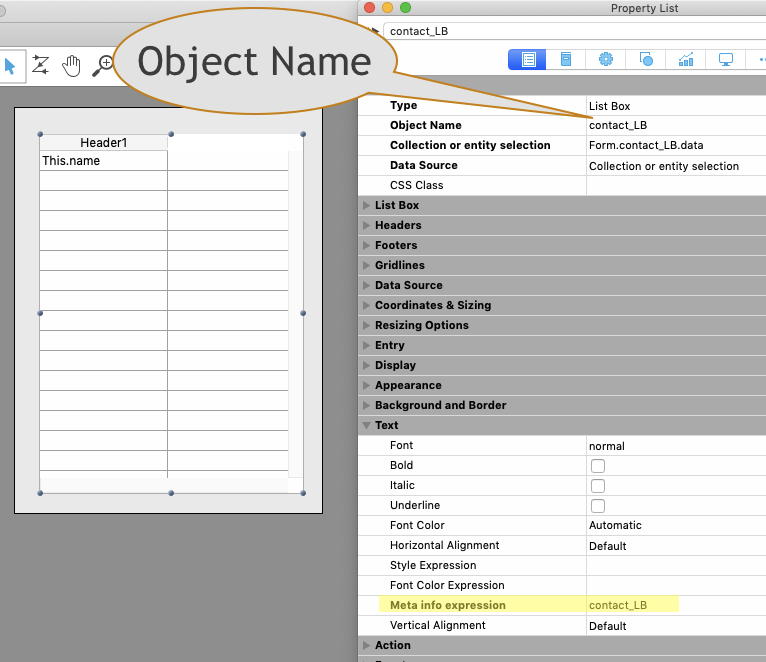 Property List
contact_LB
Object Name
Type List Box
Object Name contact_LB
Collection or entity selection Form.contact_LB.data
Data Source Collection or entity selection
CSS Class
List Box
Headers
Footers
Gridlines
Data Source
Coordinates & Sizing
Resizing Options
Entry
Display
Appearance
Background and Border
Text
Font normal
Bold
Italic
Underline
Font Color Automatic
Horizontal Alignment Default
Style Expression
Font Color Expression
Meta info expression contact_LB
Vertical Alignment Default
Action
Header1
This.name